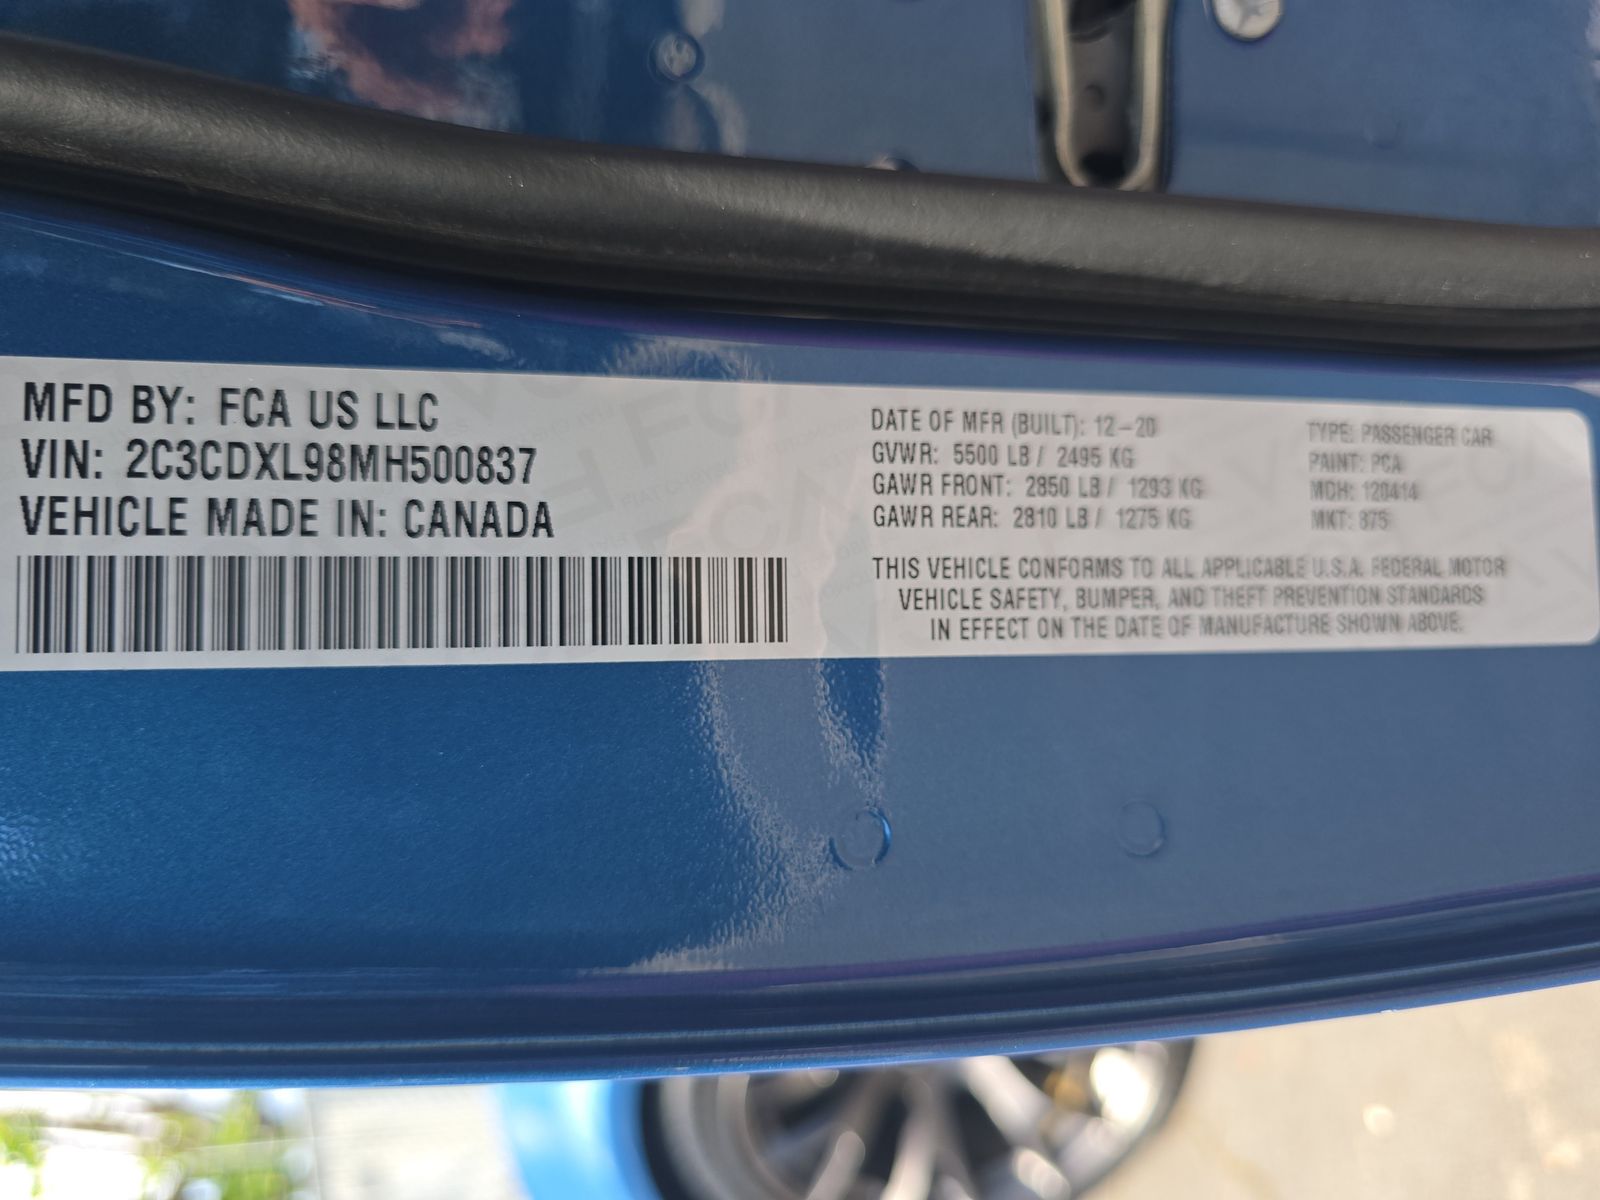 MFD BY: FCA US LLC
VIN: 2C3CDXL98MH500837
VEHICLE MADE IN: CANADA
DATE OF MFR (BUILT): 12-20
GVWR: 5500 LB / 2495 KG
GAWR FRONT: 2850 LB / 1293 KG
GAWR REAR: 2810 LB / 1275 KG
TYPE: PASSENGER CAR
PAINT: PCA
MDH: 120414
MKT: 875
THIS VEHICLE CONFORMS TO ALL APPLICABLE U.S.A. FEDERAL MOTOR
VEHICLE SAFETY, BUMPER, AND THEFT PREVENTION STANDARDS
IN EFFECT ON THE DATE OF MANUFACTURE SHOWN ABOVE.